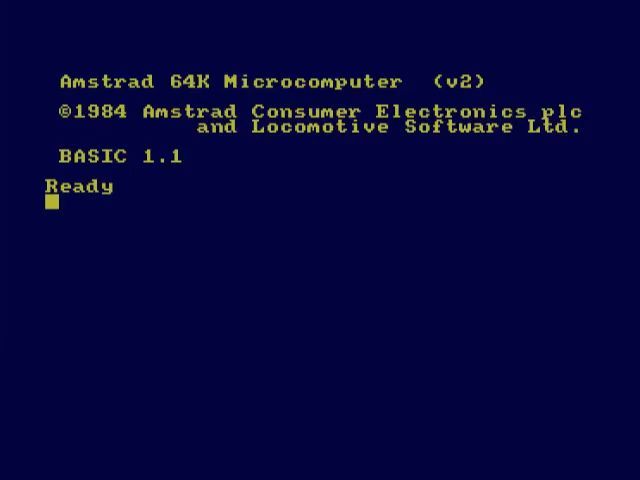 Amstrad 64K Microcomputer (v2)
©1984 Amstrad Consumer Electronics plc
and Locomotive Software Ltd.
BASIC 1.1
Ready